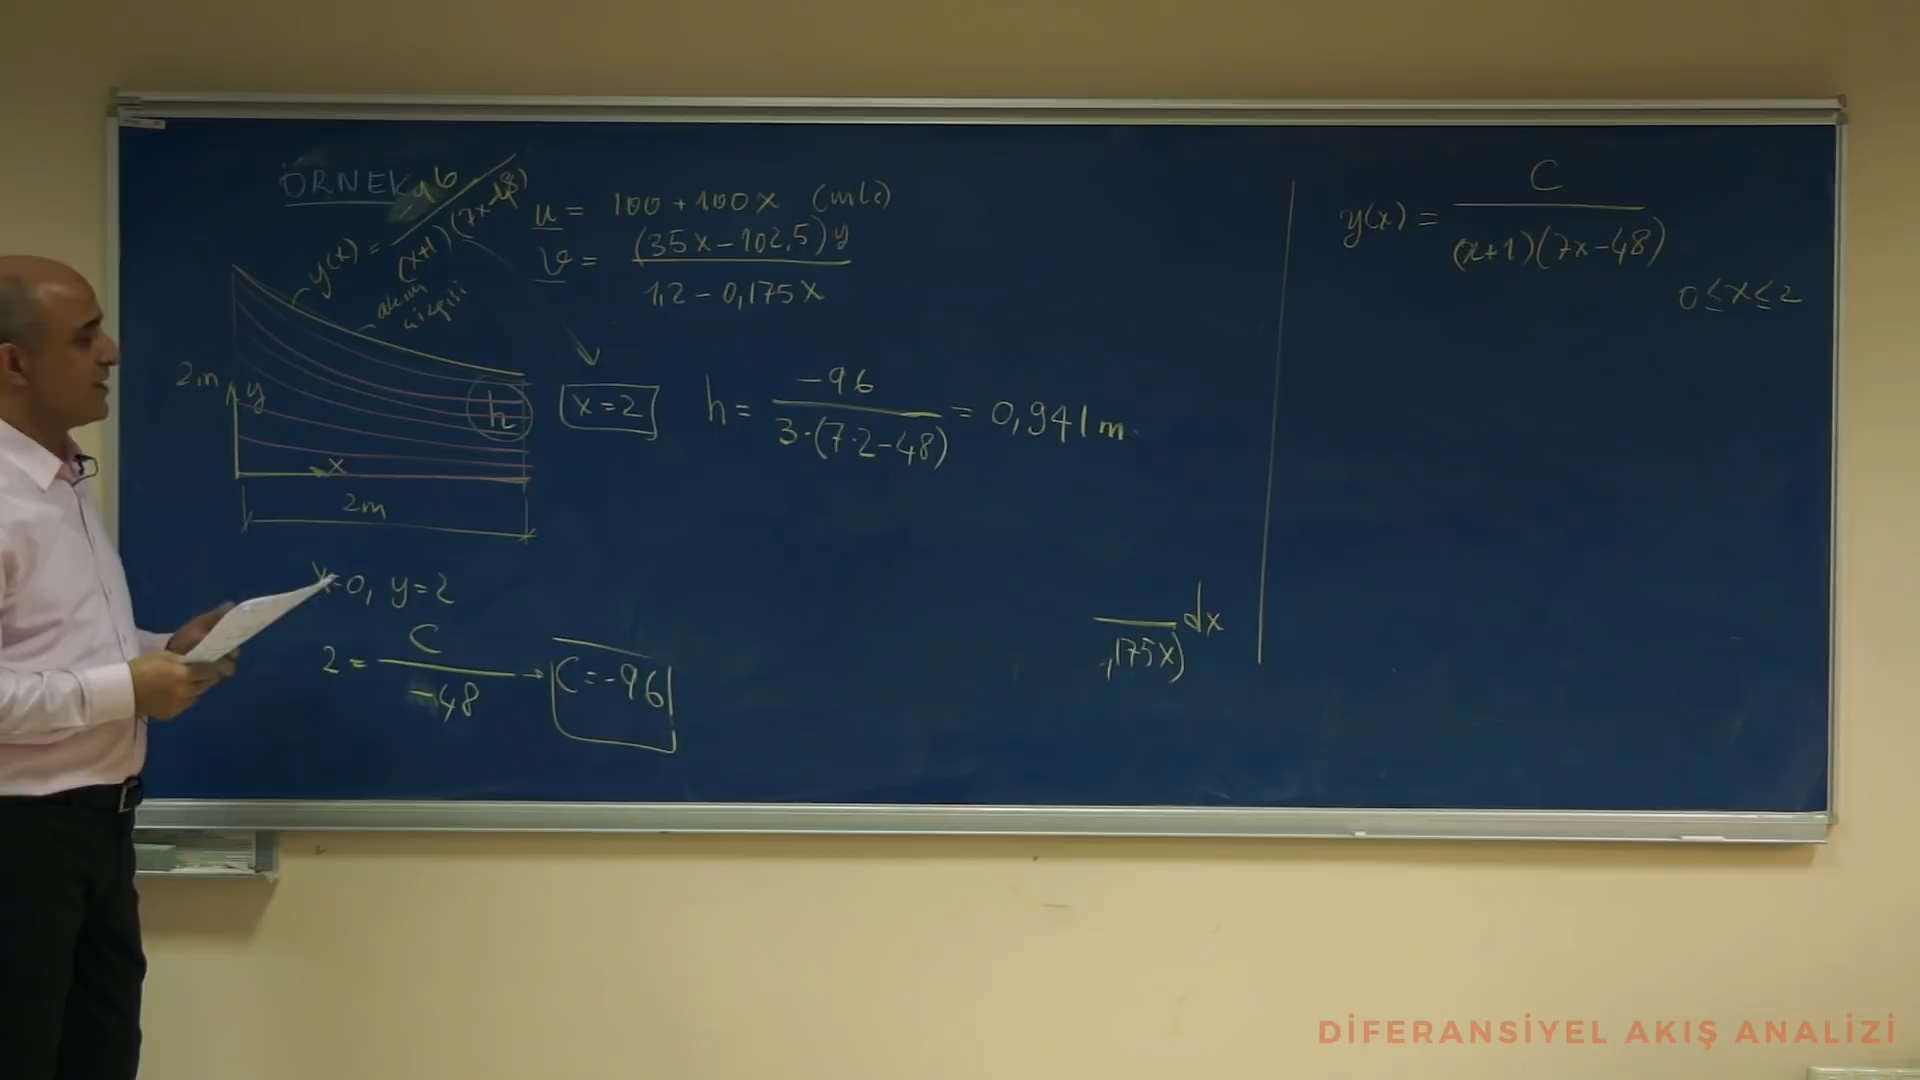 ÖRNEK
y(x) = -96 / (x+1)(7x-48)
akım
çizgisi
u = 100 + 100x (m/s)
v = (35x-102,5)y / 1,2-0,175x
2m
y
h
x
2m
x=2
h = -96 / 3·(7·2-48) = 0,941 m
x=0, y=2
2 = C / -48 → C=-96
,175x) dx
y(x) = C / (x+1)(7x-48)
0≤x≤2
DİFERANSİYEL AKIŞ ANALİZİ